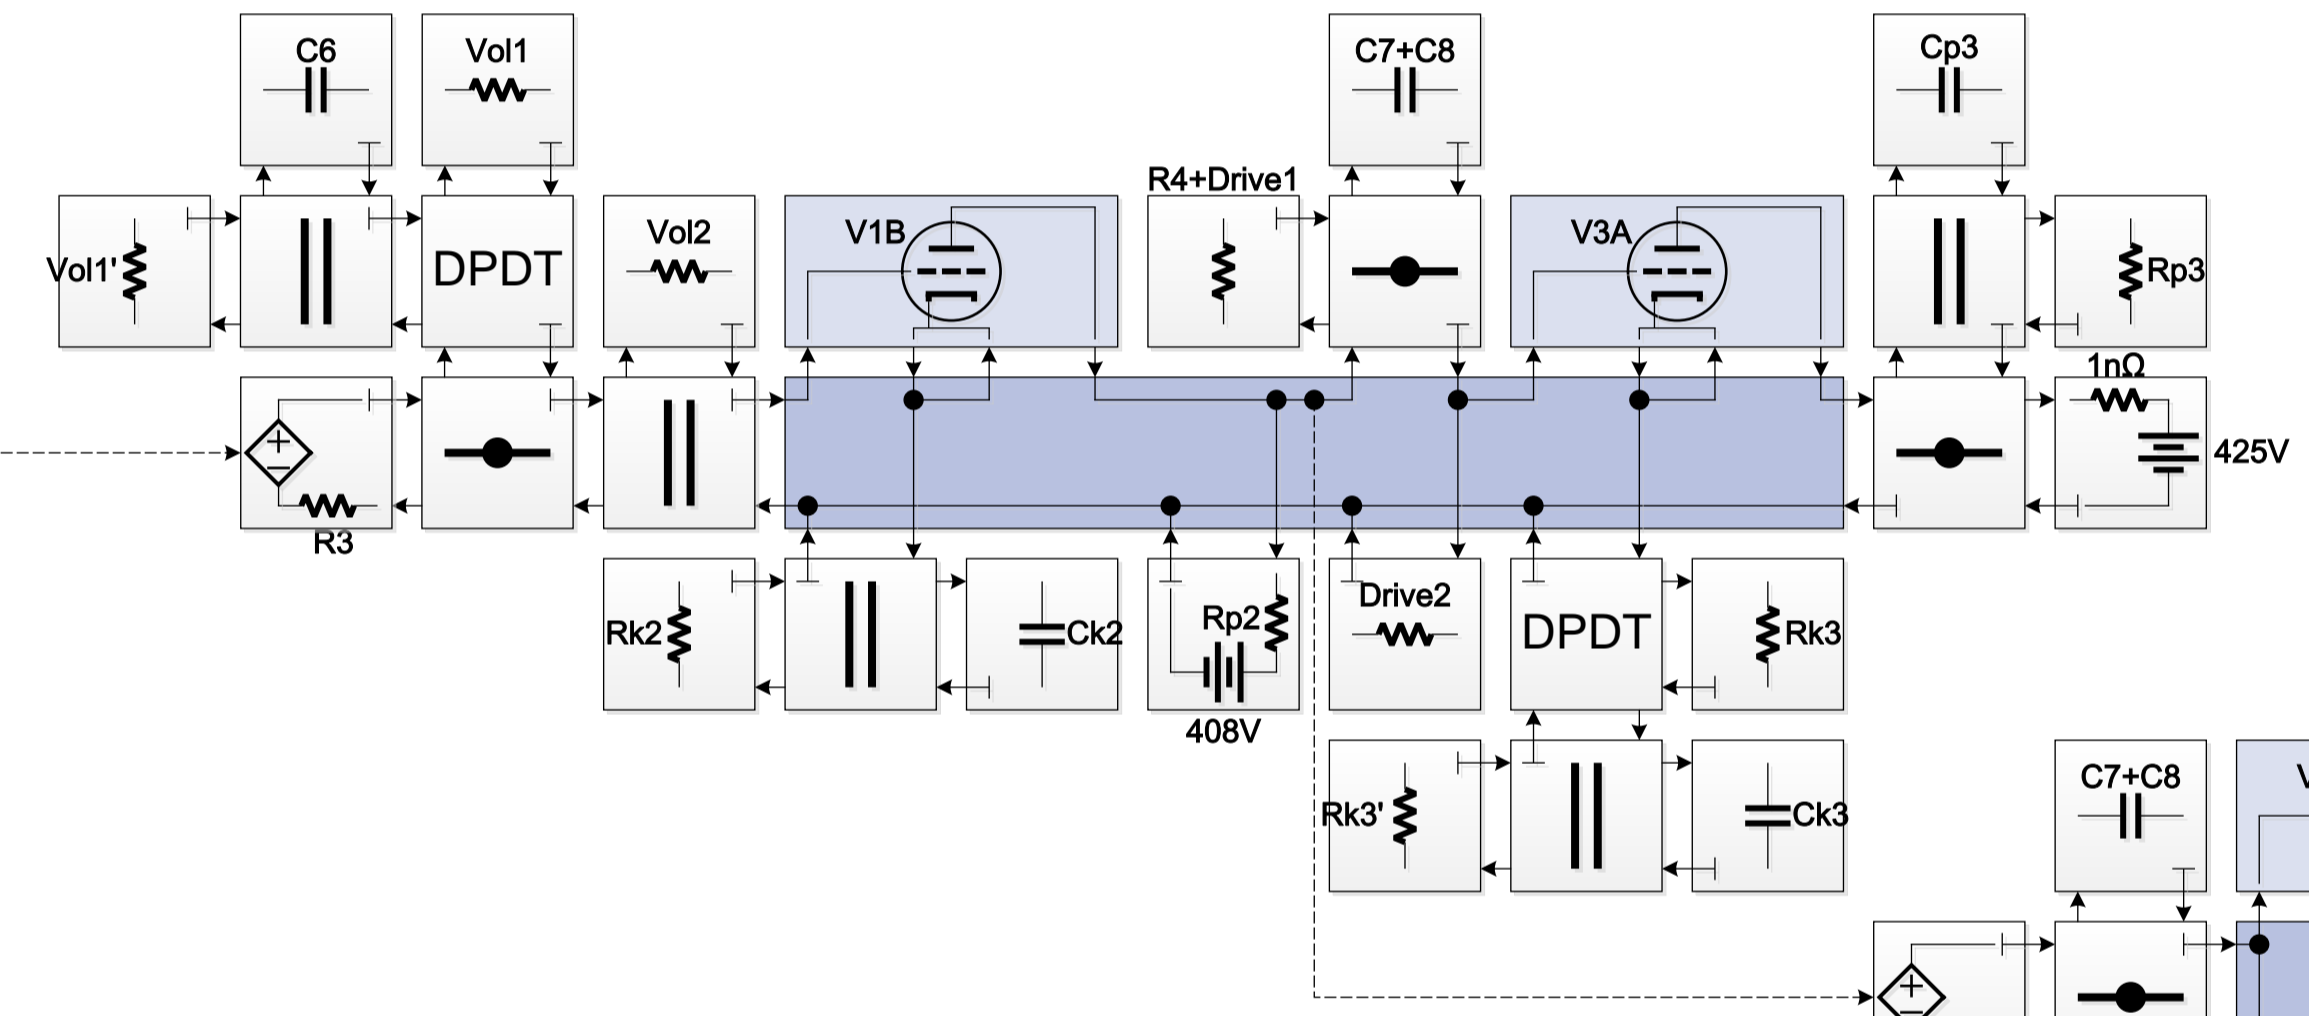 C6
Vol1
C7+C8
Cp3
R4+Drive1
Vol1'
DPDT
Vol2
V1B
V3A
Rp3
1nΩ
425V
R3
Rk2
Ck2
Rp2
408V
Drive2
DPDT
Rk3
Rk3'
Ck3
C7+C8